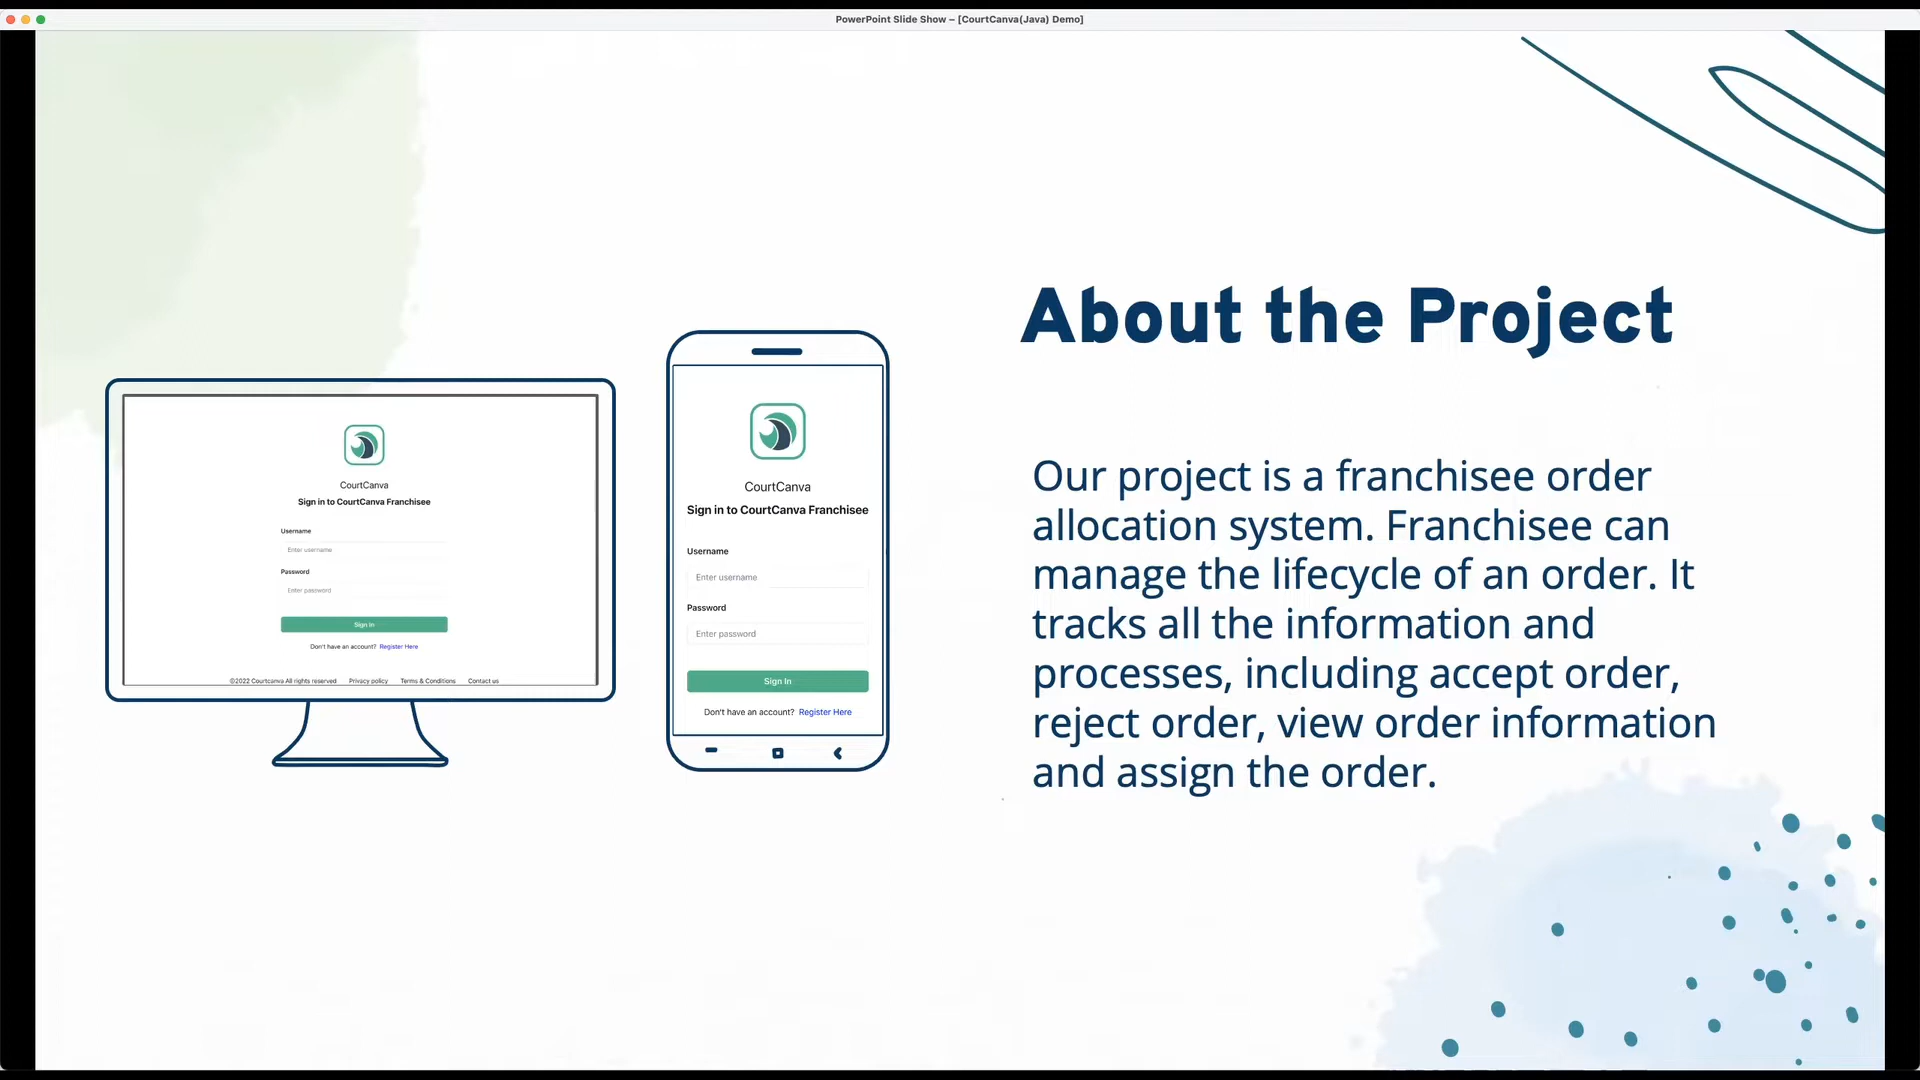 PowerPoint Slide Show – [CourtCanva(Java) Demo]
CourtCanva
Sign in to CourtCanva Franchisee
Username
Enter username
Password
Enter password
Sign In
Don't have an account? Register Here
©2022 Courtcanva All rights reserved Privacy policy Terms & Conditions Contact us
CourtCanva
Sign in to CourtCanva Franchisee
Username
Enter username
Password
Enter password
Sign In
Don't have an account? Register Here
About the Project
Our project is a franchisee order
allocation system. Franchisee can
manage the lifecycle of an order. It
tracks all the information and
processes, including accept order,
reject order, view order information
and assign the order.